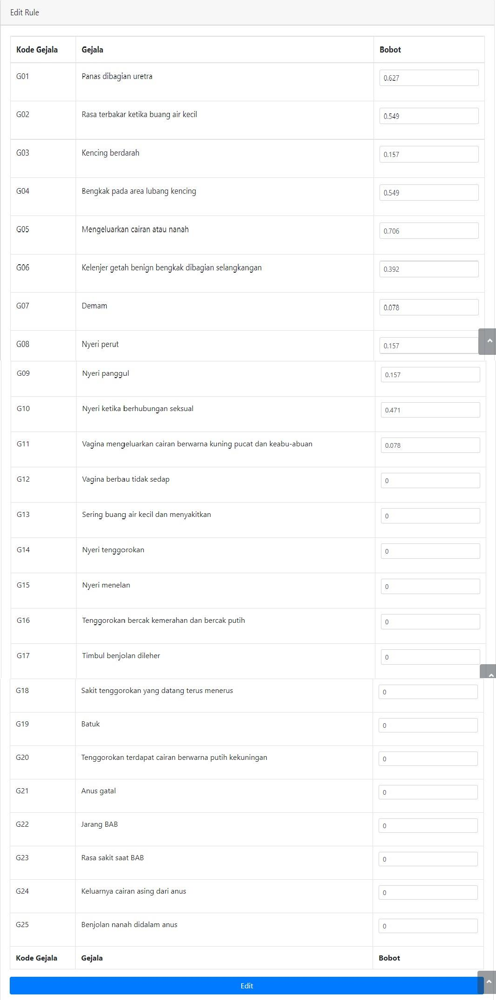 Edit Rule
Kode Gejala Gejala Bobot
G01 Panas dibagian uretra 0.627
G02 Rasa terbakar ketika buang air kecil 0.549
G03 Kencing berdarah 0.157
G04 Bengkak pada area lubang kencing 0.549
G05 Mengeluarkan cairan atau nanah 0.706
G06 Kelenjer getah benign bengkak dibagian selangkangan 0.392
G07 Demam 0.078
G08 Nyeri perut 0.157
G09 Nyeri panggul 0.157
G10 Nyeri ketika berhubungan seksual 0.471
G11 Vagina mengeluarkan cairan berwarna kuning pucat dan keabu-abuan 0.078
G12 Vagina berbau tidak sedap 0
G13 Sering buang air kecil dan menyakitkan 0
G14 Nyeri tenggorokan 0
G15 Nyeri menelan 0
G16 Tenggorokan bercak kemerahan dan bercak putih 0
G17 Timbul benjolan dileher 0
G18 Sakit tenggorokan yang datang terus menerus 0
G19 Batuk 0
G20 Tenggorokan terdapat cairan berwarna putih kekuningan 0
G21 Anus gatal 0
G22 Jarang BAB 0
G23 Rasa sakit saat BAB 0
G24 Keluarnya cairan asing dari anus 0
G25 Benjolan nanah didalam anus 0
Kode Gejala Gejala Bobot
Edit